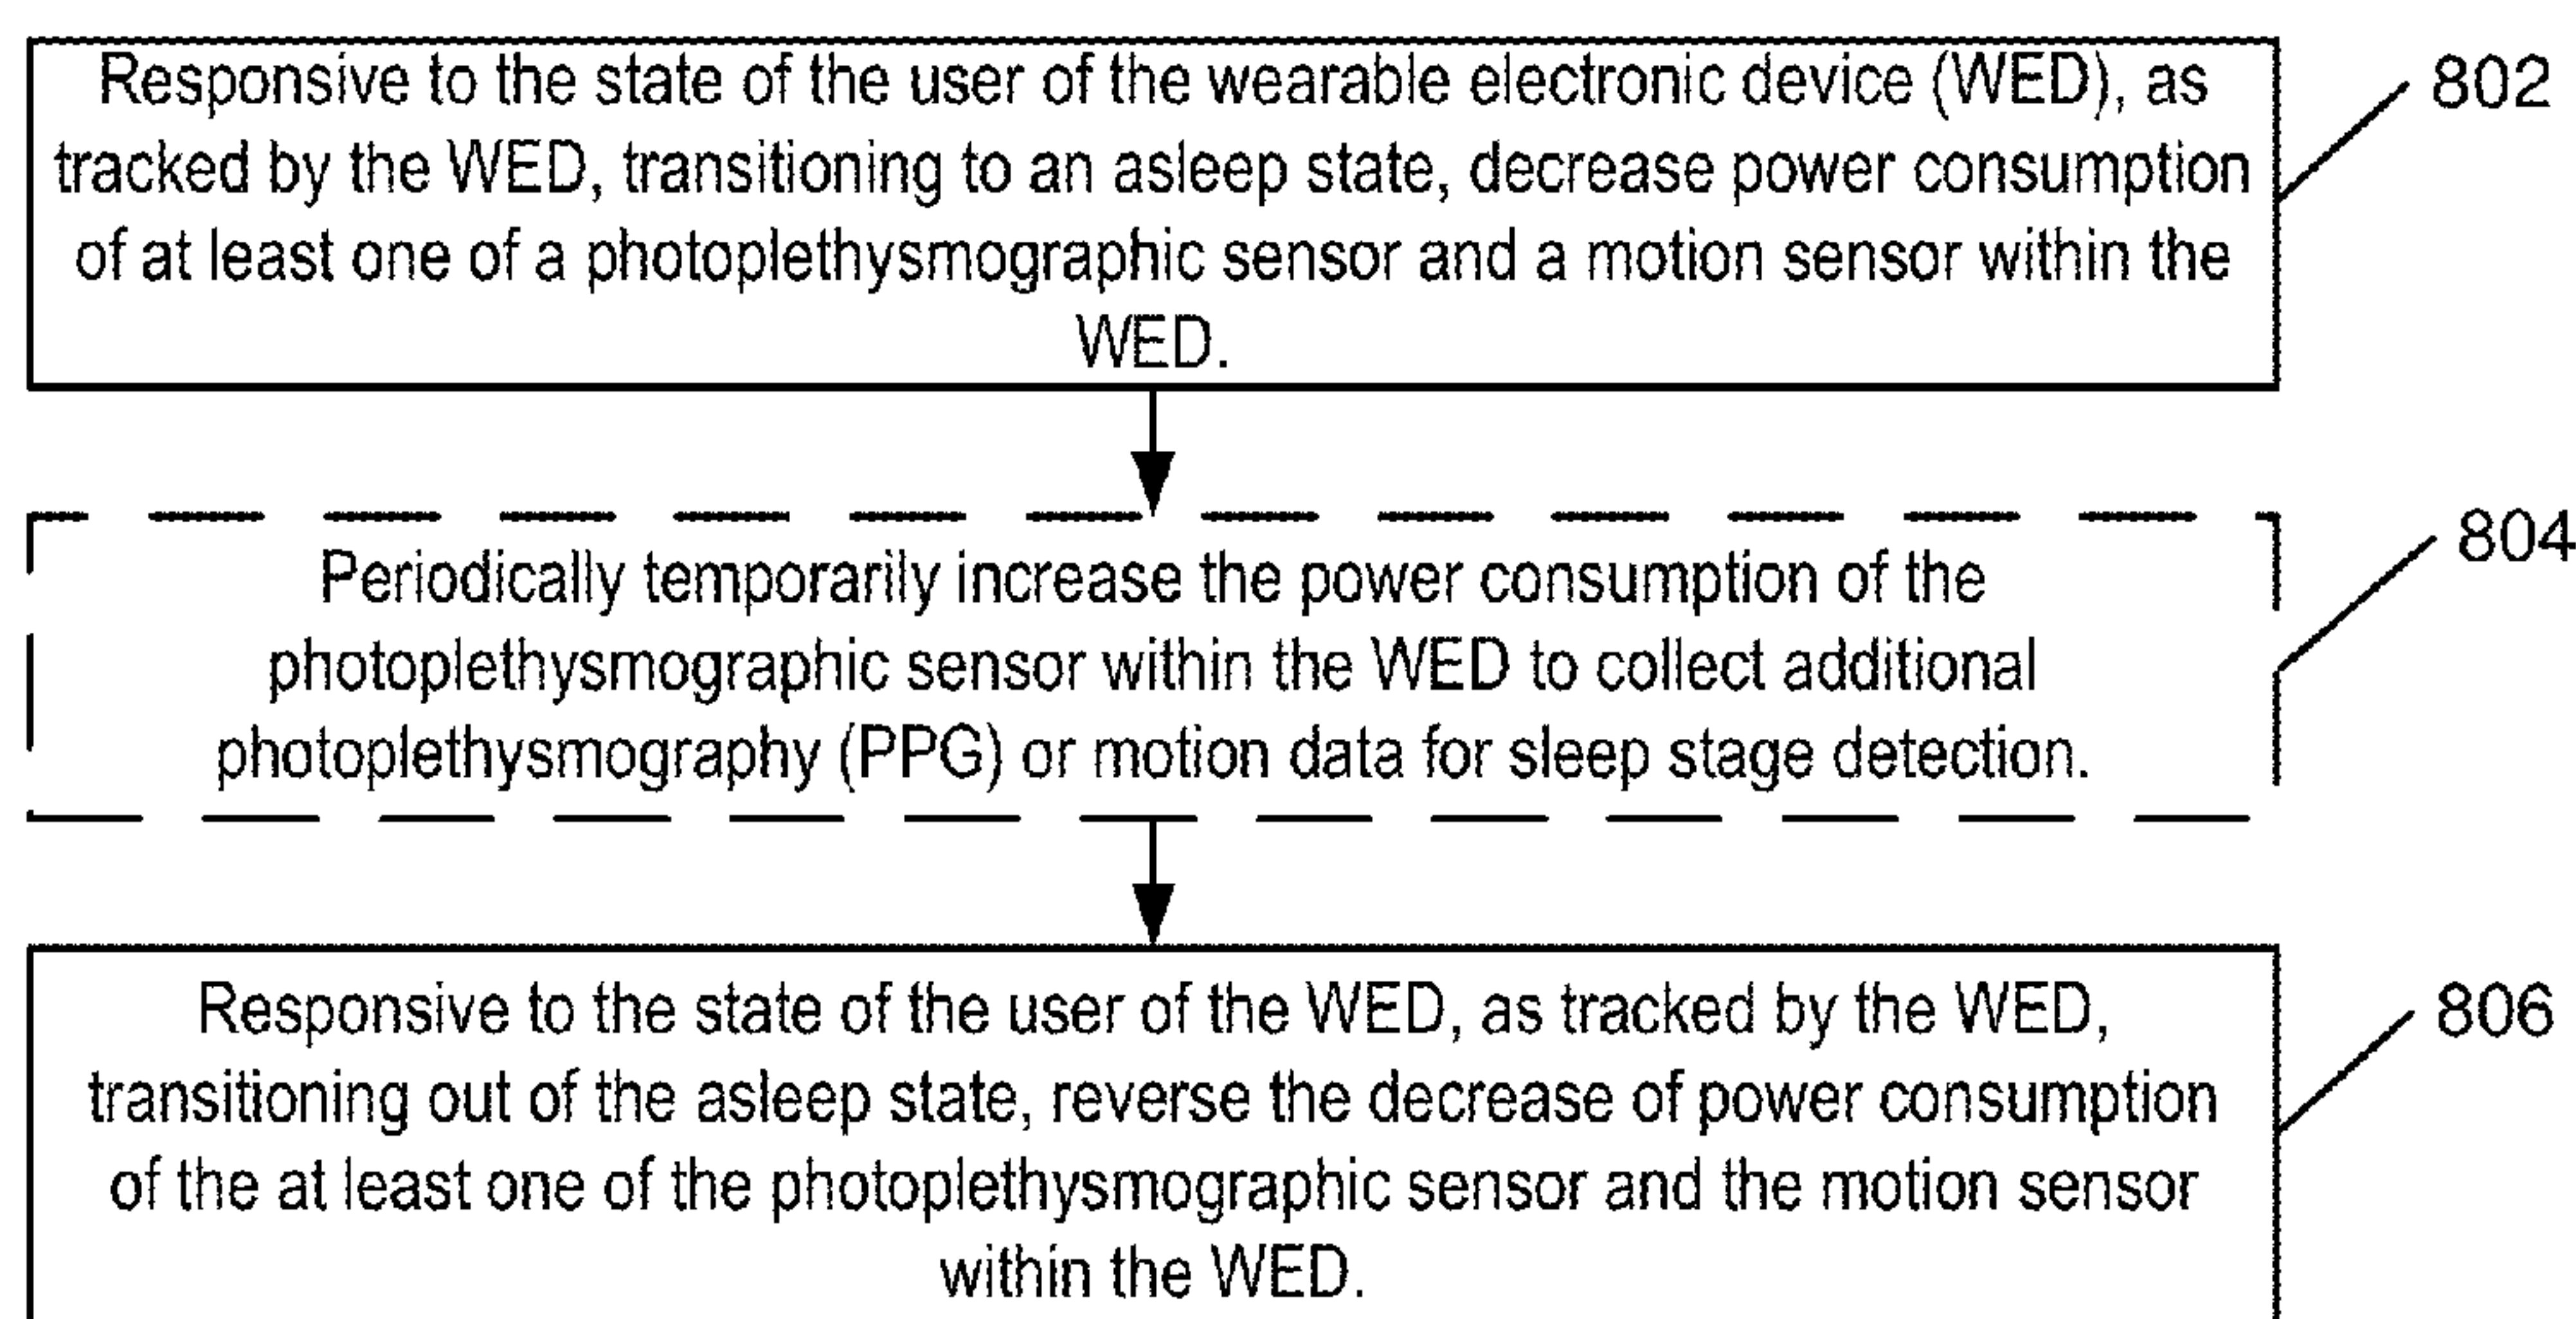 Responsive to the state of the user of the wearable electronic device (WED), as
802
tracked by the WED, transitioning to an asleep state, decrease power consumption
of at least one of a photoplethysmographic sensor and a motion sensor within the
WED.
804
Periodically temporarily increase the power consumption of the
photoplethysmographic sensor within the WED to collect additional
photoplethysmography (PPG) or motion data for sleep stage detection.
Responsive to the state of the user of the WED, as tracked by the WED,
806
transitioning out of the asleep state, reverse the decrease of power consumption
of the at least one of the photoplethysmographic sensor and the motion sensor
within the WED.